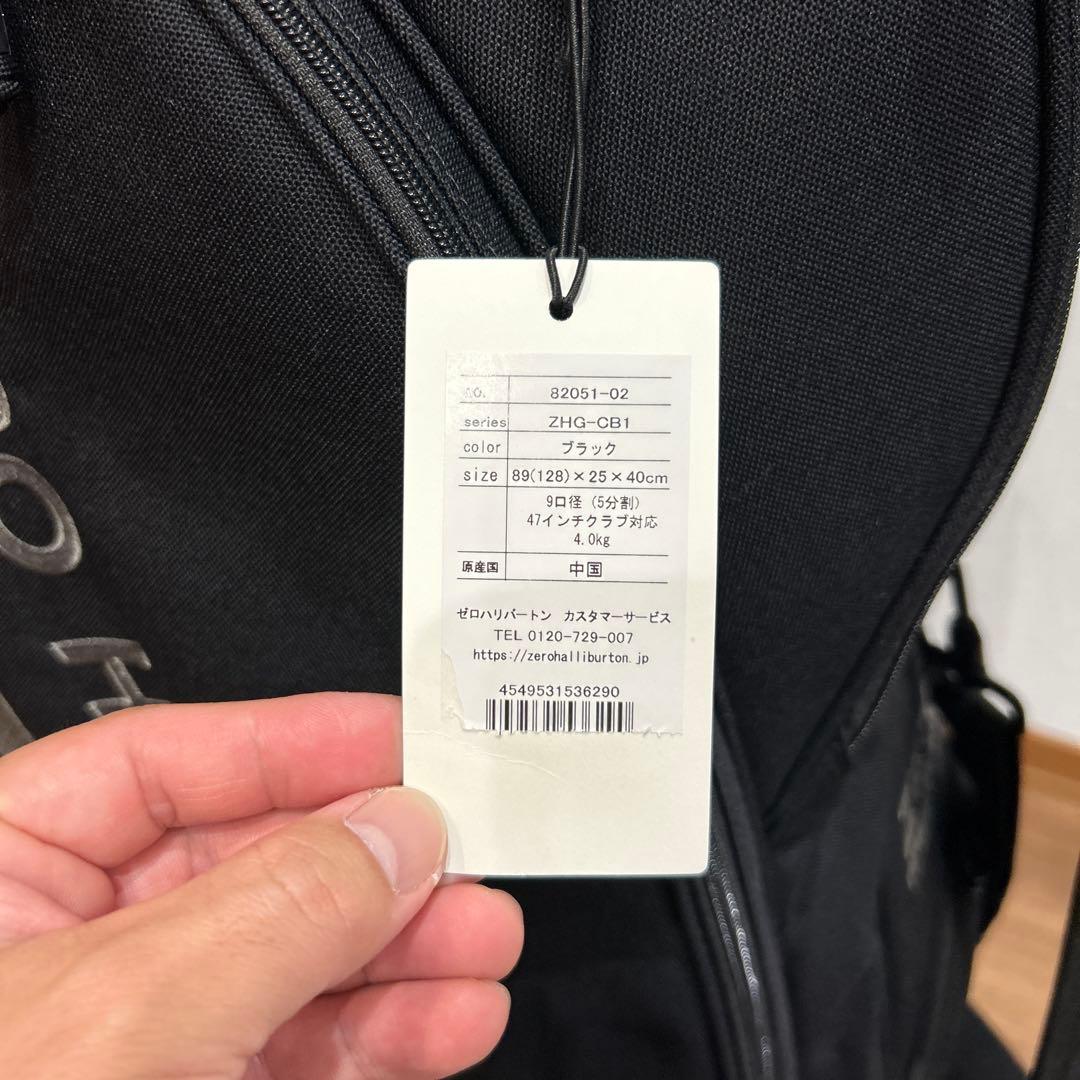 no. 82051-02
series ZHG-CB1
color ブラック
size 89(128)×25×40cm
9口径 (5分割)
47インチクラブ対応
4.0kg
原産国 中国
ゼロハリバートン カスタマーサービス
TEL 0120-729-007
https://zerohalliburton.jp
4549531536290